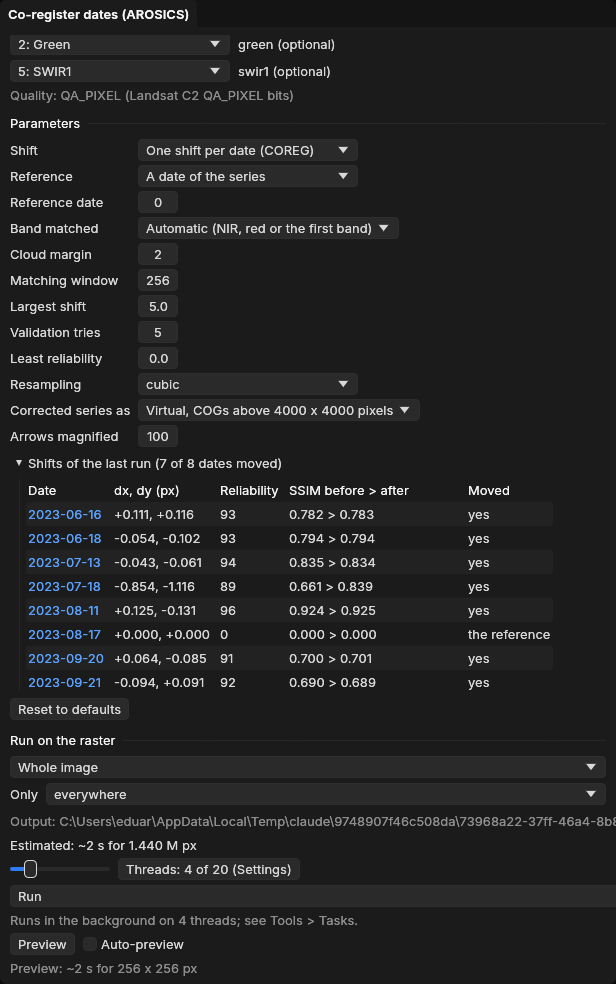 Co-register dates (AROSICS)
2: Green green (optional)
5: SWIR1 swir1 (optional)
Quality: QA_PIXEL (Landsat C2 QA_PIXEL bits)
Parameters
Shift One shift per date (COREG)
Reference A date of the series
Reference date 0
Band matched Automatic (NIR, red or the first band)
Cloud margin 2
Matching window 256
Largest shift 5.0
Validation tries 5
Least reliability 0.0
Resampling cubic
Corrected series as Virtual, COGs above 4000 x 4000 pixels
Arrows magnified 100
Shifts of the last run (7 of 8 dates moved)
Date dx, dy (px) Reliability SSIM before > after Moved
2023-06-16 +0.111, +0.116 93 0.782 > 0.783 yes
2023-06-18 -0.054, -0.102 93 0.794 > 0.794 yes
2023-07-13 -0.043, -0.061 94 0.835 > 0.834 yes
2023-07-18 -0.854, -1.116 89 0.661 > 0.839 yes
2023-08-11 +0.125, -0.131 96 0.924 > 0.925 yes
2023-08-17 +0.000, +0.000 0 0.000 > 0.000 the reference
2023-09-20 +0.064, -0.085 91 0.700 > 0.701 yes
2023-09-21 -0.094, +0.091 92 0.690 > 0.689 yes
Reset to defaults
Run on the raster
Whole image
Only everywhere
Output: C:\Users\eduar\AppData\Local\Temp\claude\9748907f46c508da\73968a22-37ff-46a4-8b8
Estimated: ~2 s for 1.440 M px
Threads: 4 of 20 (Settings)
Run
Runs in the background on 4 threads; see Tools > Tasks.
Preview Auto-preview
Preview: ~2 s for 256 x 256 px